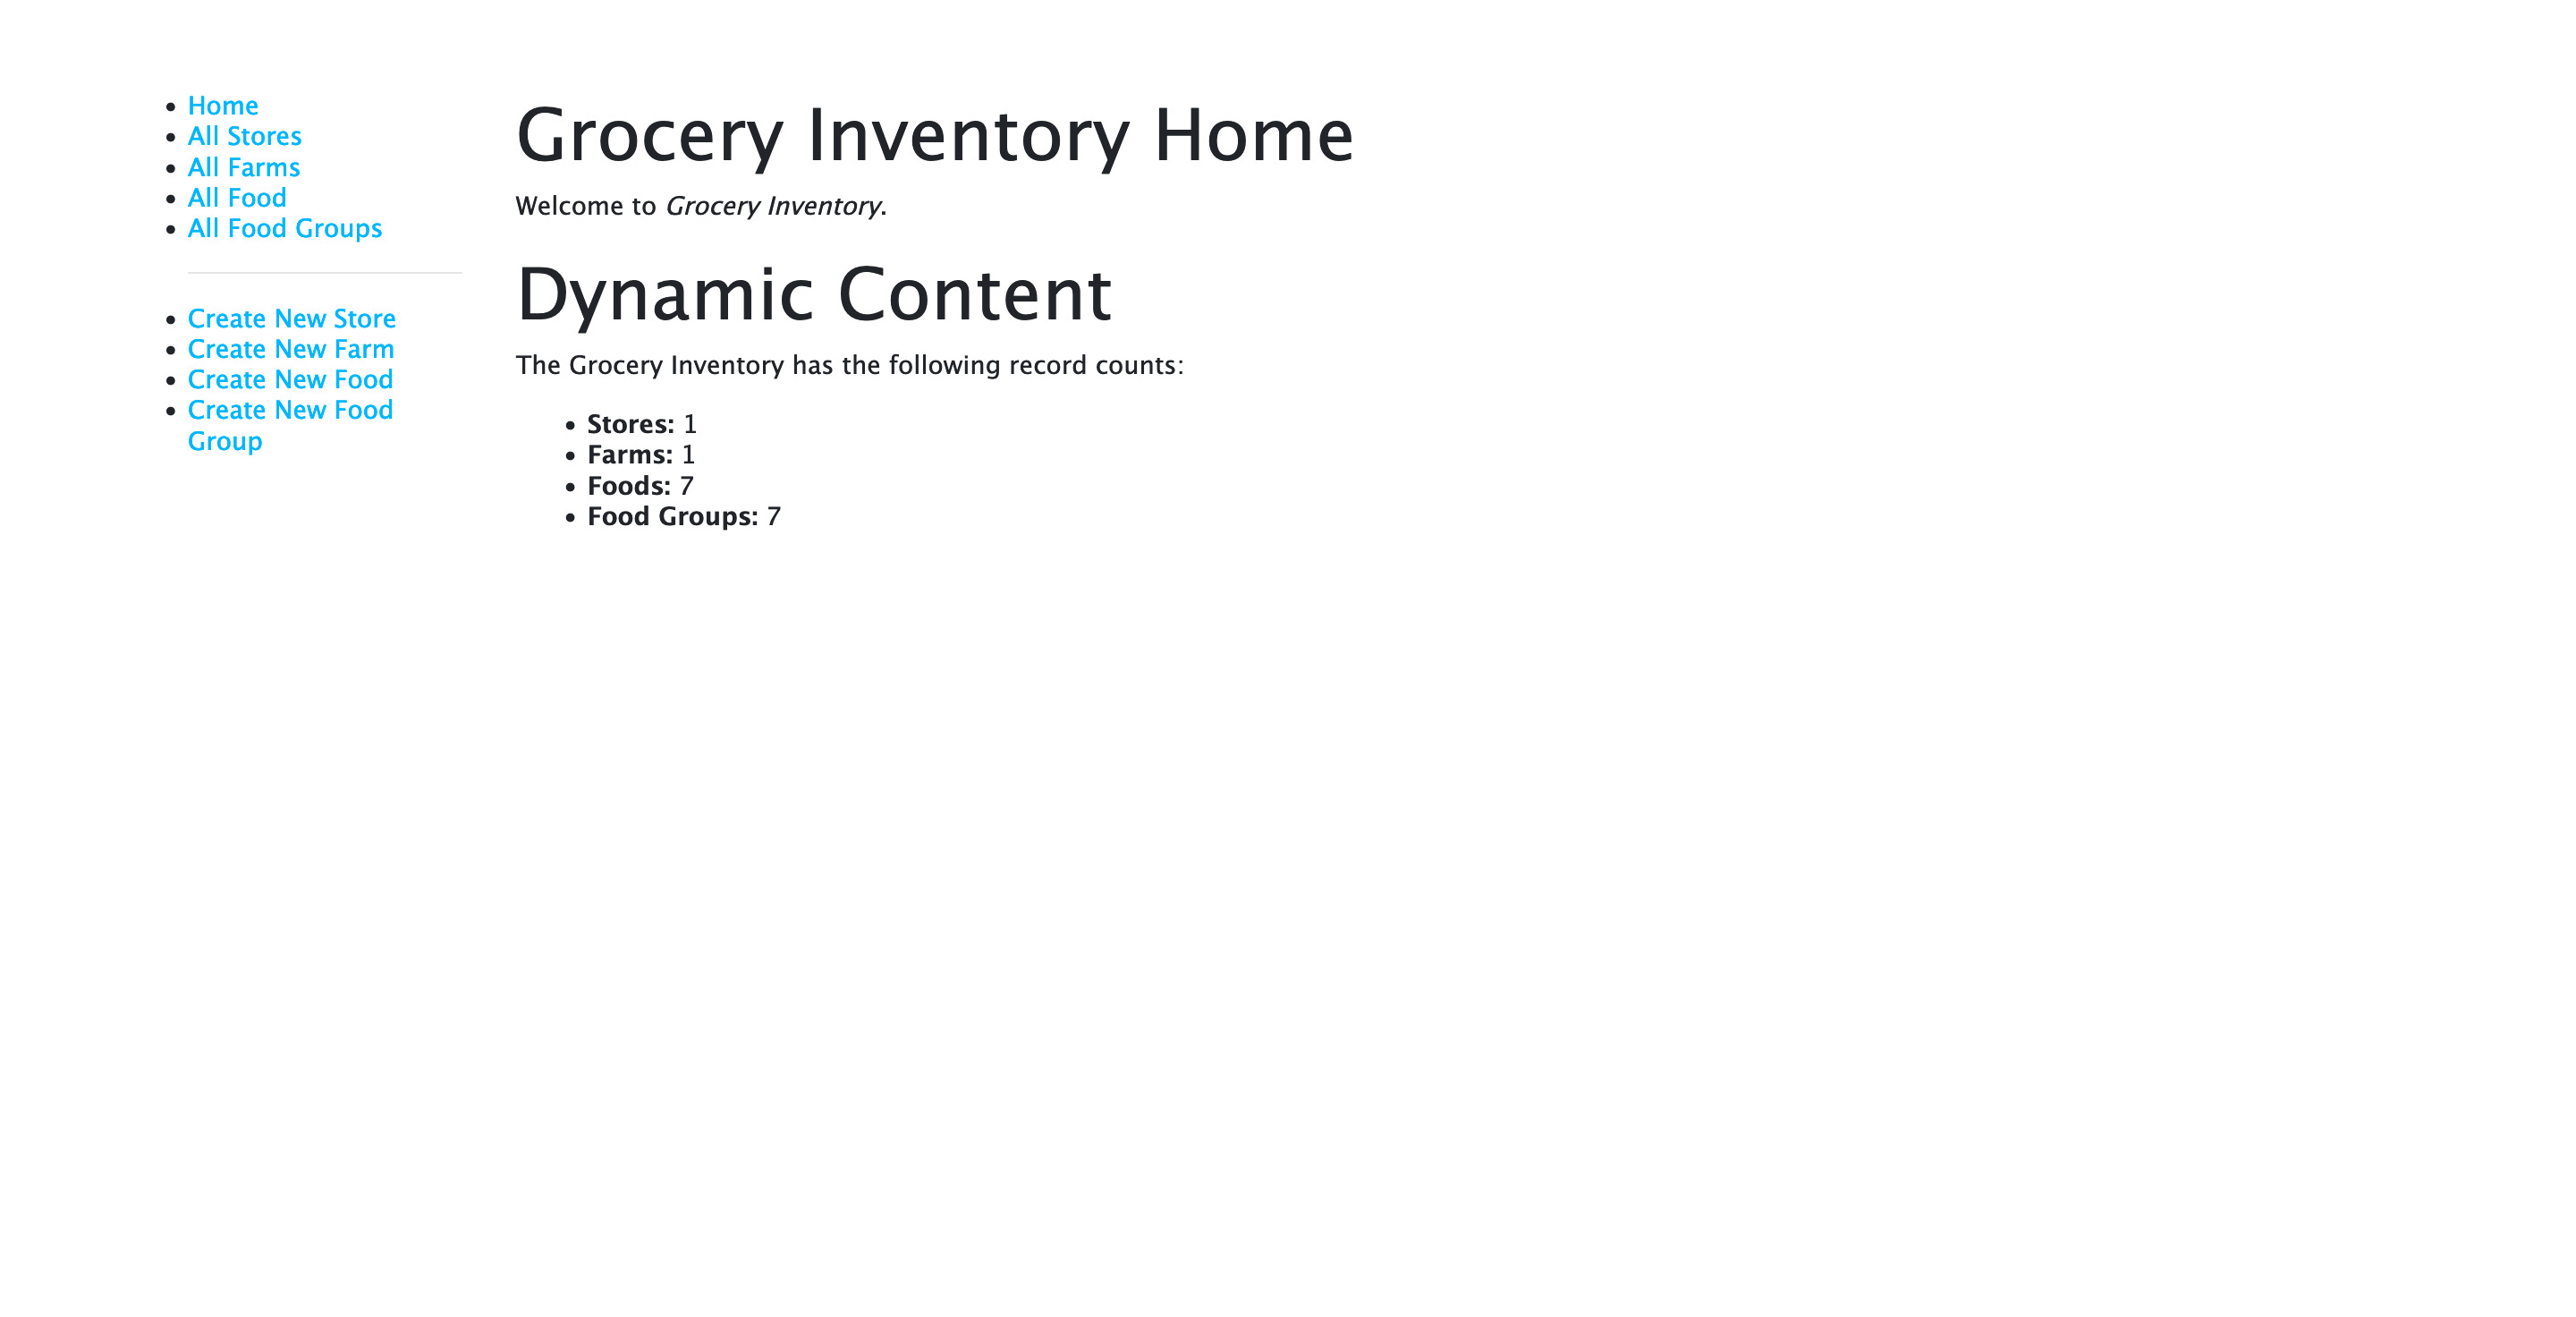 Home
All Stores
All Farms
All Food
All Food Groups
Create New Store
Create New Farm
Create New Food
Create New Food
Group
Grocery Inventory Home
Welcome to Grocery Inventory.
Dynamic Content
The Grocery Inventory has the following record counts:
Stores: 1
Farms: 1
Foods: 7
Food Groups: 7